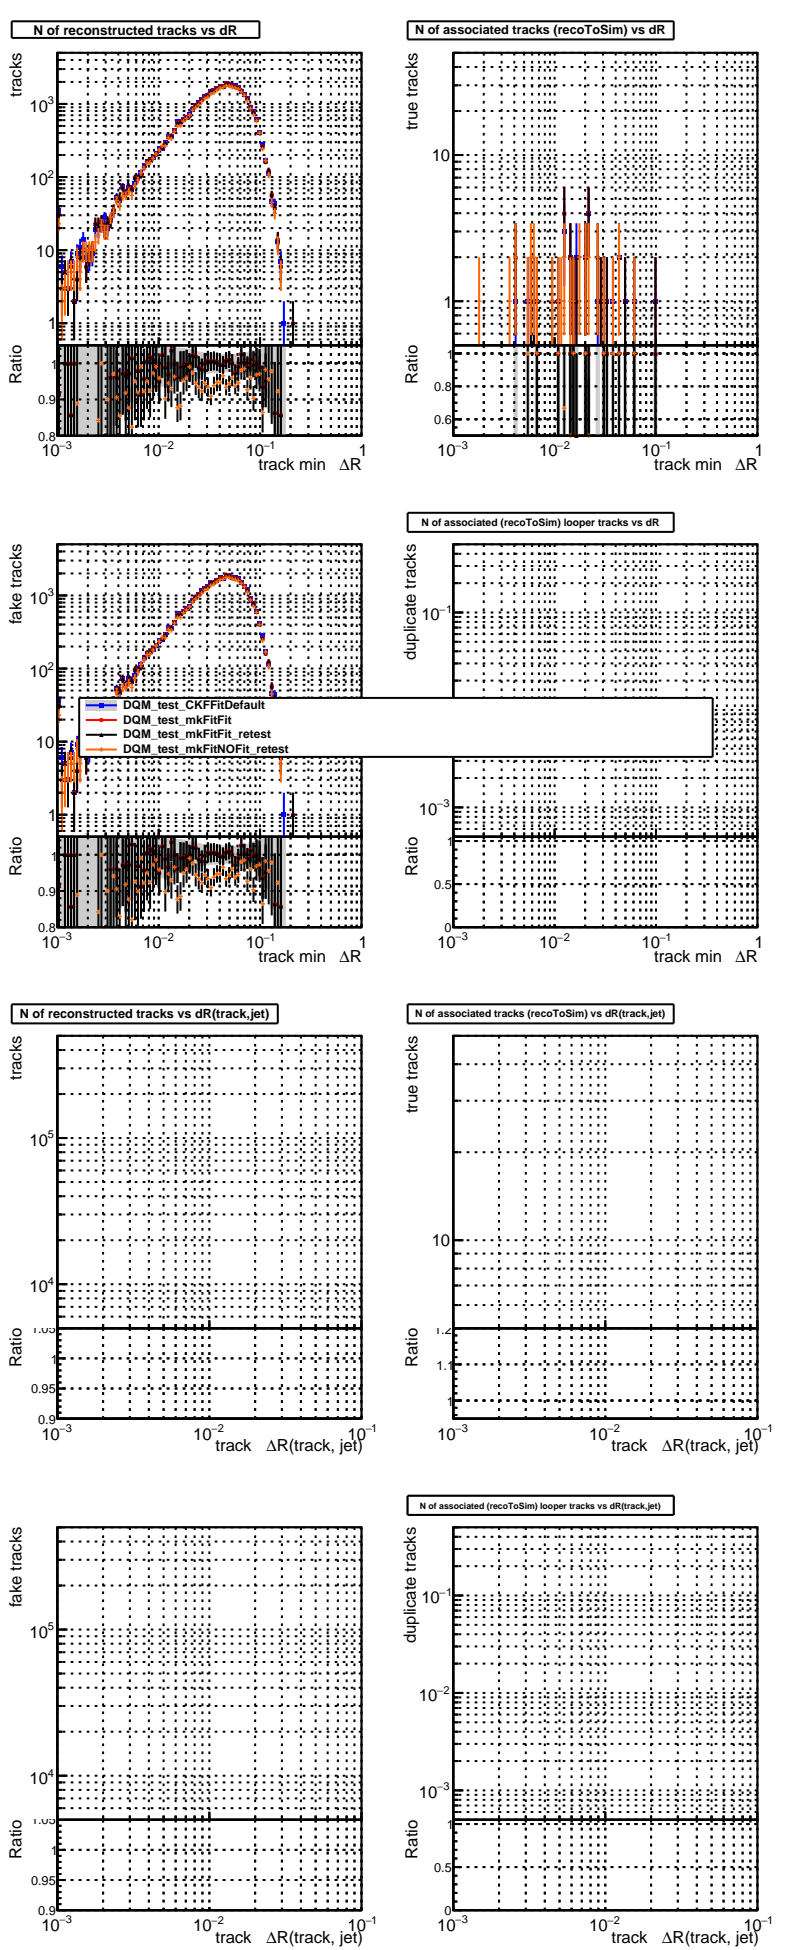 N of reconstructed tracks vs dR
tracks
10³
10²
10
1
Ratio
1
0.9
0.8
10⁻³ 10⁻² 10⁻¹ 1
track min ΔR
N of associated tracks (recoToSim) vs dR
true tracks
10
1
Ratio
1
0.8
0.6
10⁻³ 10⁻² 10⁻¹ 1
track min ΔR
fake tracks
10³
10²
10
1
Ratio
1
0.9
0.8
10⁻³ 10⁻² 10⁻¹ 1
track min ΔR
N of associated (recoToSim) looper tracks vs dR
duplicate tracks
10⁻¹
10⁻³
Ratio
1
0.5
0
10⁻³ 10⁻² 10⁻¹ 1
track min ΔR
DQM_test_CKFFitDefault
DQM_test_mkFitFit
DQM_test_mkFitFit_retest
DQM_test_mkFitNOFit_retest
N of reconstructed tracks vs dR(track,jet)
tracks
10⁵
10⁴
Ratio
1.05
1
0.95
0.9
10⁻³ 10⁻² 10⁻¹
track ΔR(track, jet)
N of associated tracks (recoToSim) vs dR(track,jet)
true tracks
10
Ratio
1.2
1.1
1
10⁻³ 10⁻² 10⁻¹
track ΔR(track, jet)
fake tracks
10⁵
10⁴
Ratio
1.05
1
0.95
0.9
10⁻³ 10⁻² 10⁻¹
track ΔR(track, jet)
N of associated (recoToSim) looper tracks vs dR(track,jet)
duplicate tracks
10⁻¹
10⁻²
10⁻³
Ratio
1
0.5
0
10⁻³ 10⁻² 10⁻¹
track ΔR(track, jet)